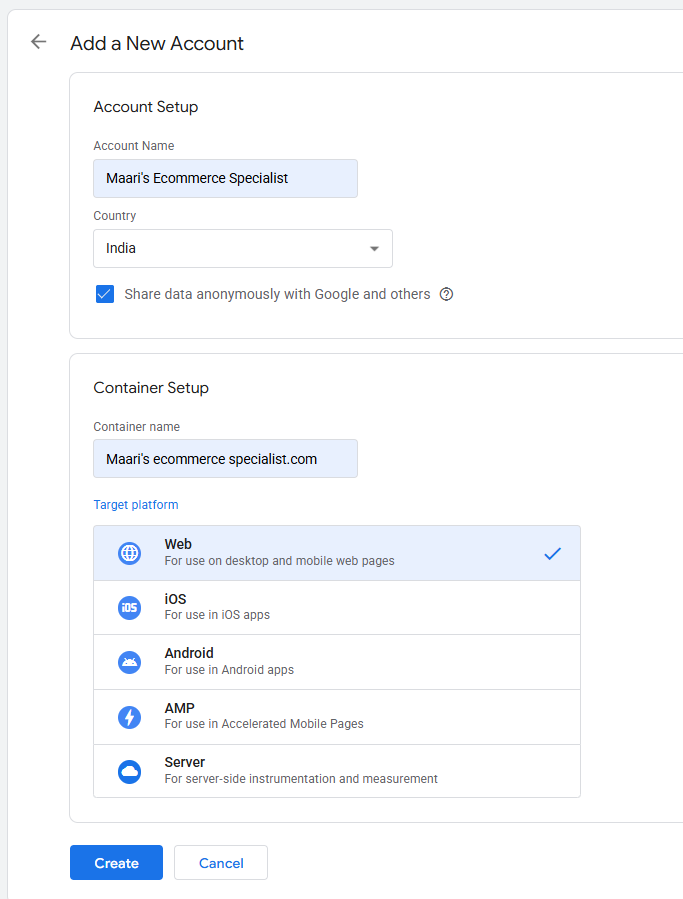 Add a New Account
Account Setup
Account Name
Maari's Ecommerce Specialist
Country
India
Share data anonymously with Google and others
Container Setup
Container name
Maari's ecommerce specialist.com
Target platform
Web
For use on desktop and mobile web pages
iOS
iOS
For use in iOS apps
Android
For use in Android apps
AMP
For use in Accelerated Mobile Pages
Server
For server-side instrumentation and measurement
Create Cancel